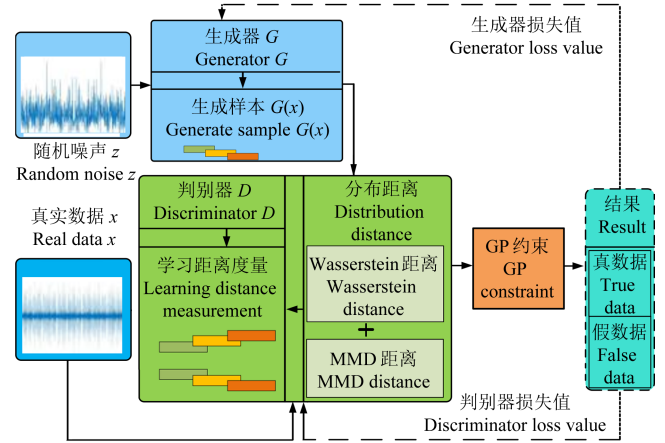 生成器 G
Generator G
生成样本 G(x)
Generate sample G(x)
生成器损失值
Generator loss value
随机噪声 z
Random noise z
真实数据 x
Real data x
判别器 D
Discriminator D
学习距离度量
Learning distance
measurement
分布距离
Distribution
distance
Wasserstein 距离
Wasserstein
distance
+
MMD 距离
MMD distance
GP 约束
GP
constraint
结果
Result
真数据
True
data
假数据
False
data
判别器损失值
Discriminator loss value